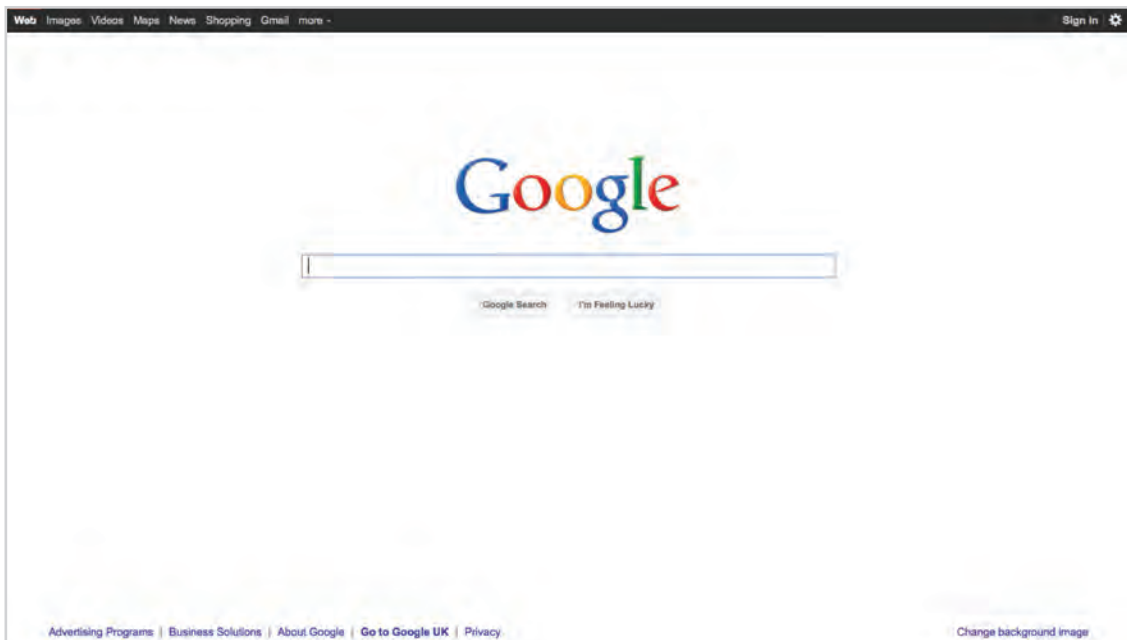 Web Images Videos Maps News Shopping Gmail more - Sign in
Google
Google Search I'm Feeling Lucky
Advertising Programs | Business Solutions | About Google | Go to Google UK | Privacy Change background image